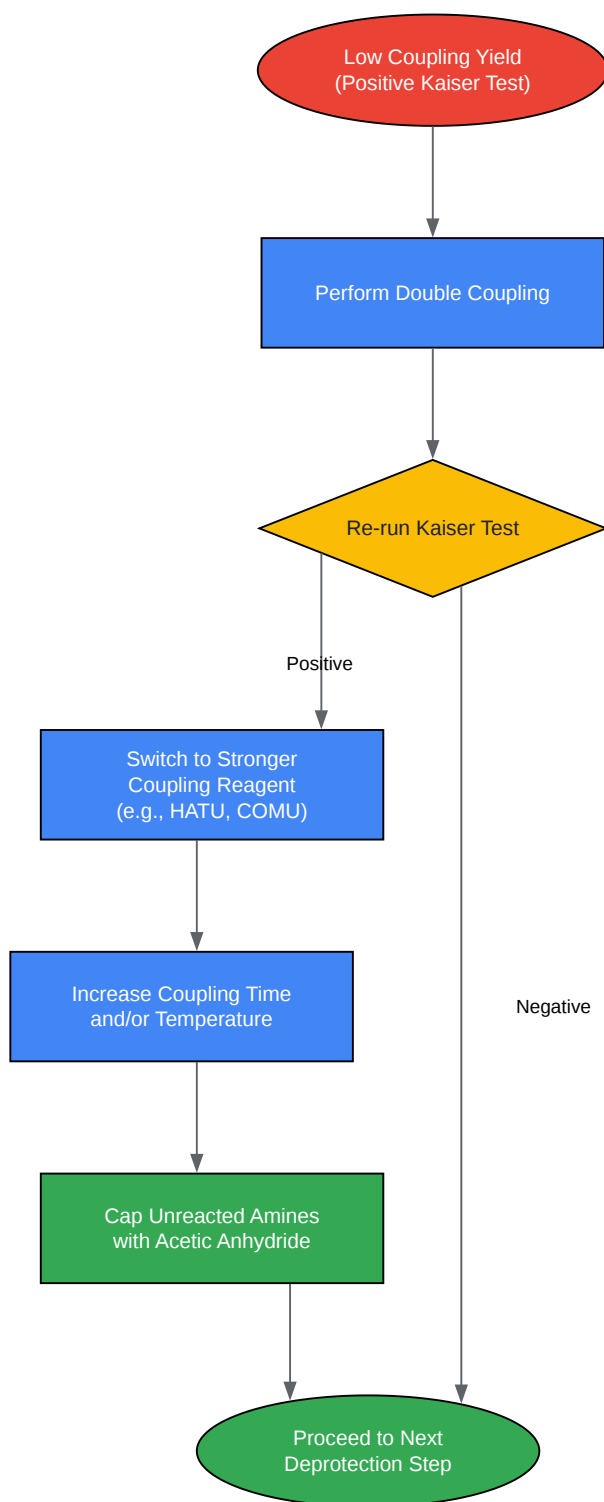 Low Coupling Yield
(Positive Kaiser Test)
Perform Double Coupling
Re-run Kaiser Test
Positive
Switch to Stronger
Coupling Reagent
(e.g., HATU, COMU)
Increase Coupling Time
and/or Temperature
Negative
Cap Unreacted Amines
with Acetic Anhydride
Proceed to Next
Deprotection Step